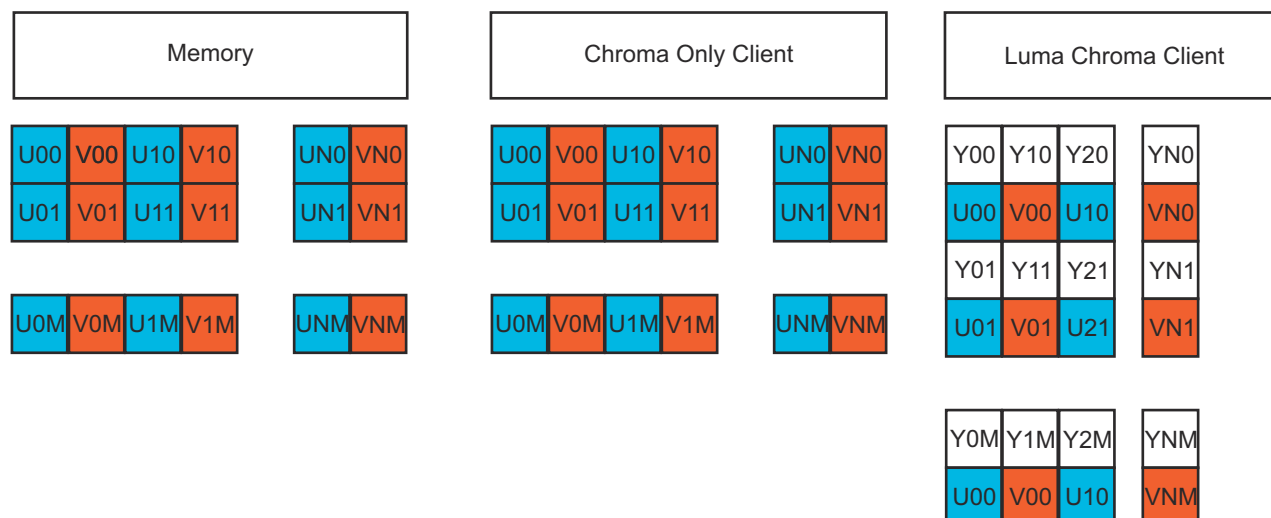 Memory Chroma Only Client Luma Chroma Client
U00 V00 U10 V10 UN0 VN0 U00 V00 U10 V10 UN0 VN0 Y00 Y10 Y20 YN0
U01 V01 U11 V11 UN1 VN1 U01 V01 U11 V11 UN1 VN1 U00 V00 U10 VN0
Y01 Y11 Y21 YN1
U0M V0M U1M V1M UNM VNM U0M V0M U1M V1M UNM VNM U01 V01 U21 VN1
Y0M Y1M Y2M YNM
U00 V00 U10 VNM